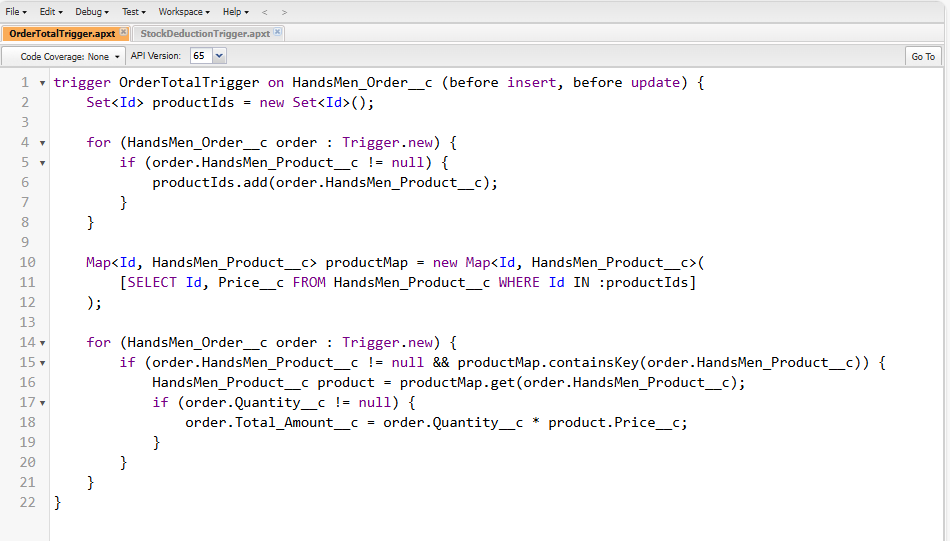 File Edit Debug Test Workspace Help < >
OrderTotalTrigger.apxt StockDeductionTrigger.apxt
Code Coverage: None API Version: 65 Go To
1 trigger OrderTotalTrigger on HandsMen_Order__c (before insert, before update) {
2 Set<Id> productIds = new Set<Id>();
3
4 for (HandsMen_Order__c order : Trigger.new) {
5 if (order.HandsMen_Product__c != null) {
6 productIds.add(order.HandsMen_Product__c);
7 }
8 }
9
10 Map<Id, HandsMen_Product__c> productMap = new Map<Id, HandsMen_Product__c>(
11 [SELECT Id, Price__c FROM HandsMen_Product__c WHERE Id IN :productIds]
12 );
13
14 for (HandsMen_Order__c order : Trigger.new) {
15 if (order.HandsMen_Product__c != null && productMap.containsKey(order.HandsMen_Product__c)) {
16 HandsMen_Product__c product = productMap.get(order.HandsMen_Product__c);
17 if (order.Quantity__c != null) {
18 order.Total_Amount__c = order.Quantity__c * product.Price__c;
19 }
20 }
21 }
22 }